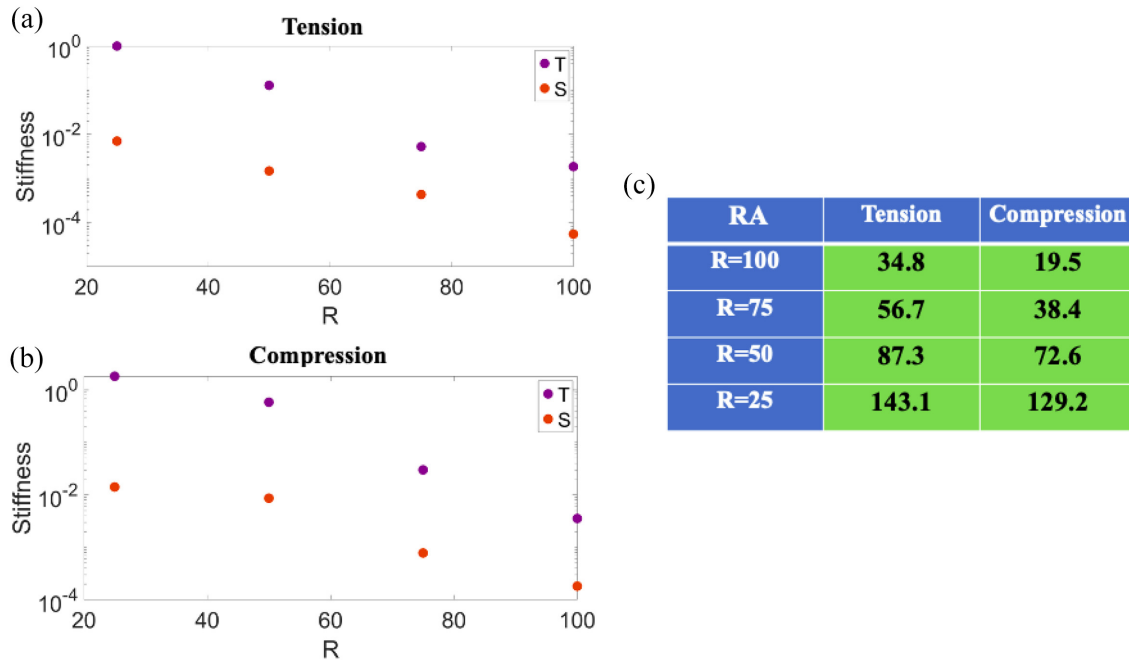 (a)
Tension
10^0
10^-2
10^-4
Stiffness
T
S
20 40 60 80 100
R
(b)
Compression
10^0
10^-2
10^-4
Stiffness
T
S
20 40 60 80 100
R
(c)
RA Tension Compression
R=100 34.8 19.5
R=75 56.7 38.4
R=50 87.3 72.6
R=25 143.1 129.2